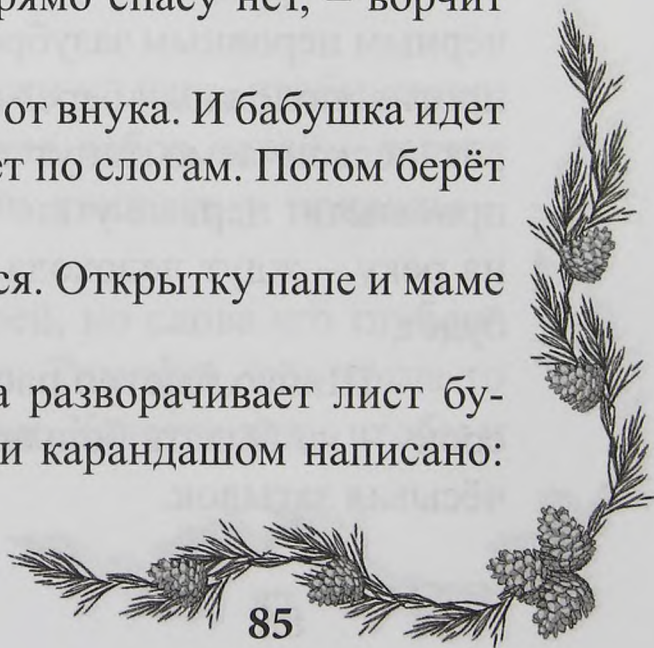 рямо спасу нет, – ворчит
от внука. И бабушка идет
ет по слогам. Потом берёт
ся. Открытку папе и маме
а разворачивает лист бу-
и карандашом написано:
85